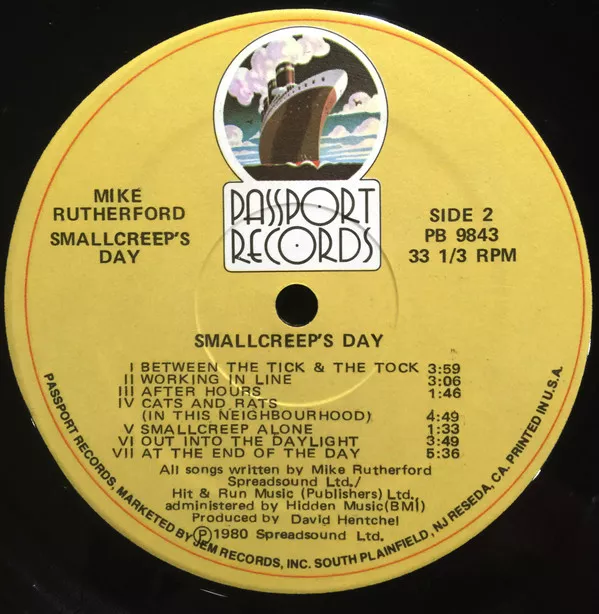 PASSPORT
RECORDS
MIKE
RUTHERFORD
SMALLCREEP'S
DAY
SIDE 2
PB 9843
33 1/3 RPM
SMALLCREEP'S DAY
I BETWEEN THE TICK & THE TOCK 3:59
II WORKING IN LINE 3:06
III AFTER HOURS 1:46
IV CATS AND RATS
(IN THIS NEIGHBOURHOOD) 4:49
V SMALLCREEP ALONE 1:33
VI OUT INTO THE DAYLIGHT 3:49
VII AT THE END OF THE DAY 5:36
All songs written by Mike Rutherford
Spreadsound Ltd./
Hit & Run Music (Publishers) Ltd.
administered by Hidden Music(BMI)
Produced by David Hentchel
℗1980 Spreadsound Ltd.
PASSPORT RECORDS, MARKETED BY JEM RECORDS, INC. SOUTH PLAINFIELD, NJ RESEDA, CA. PRINTED IN U.S.A.